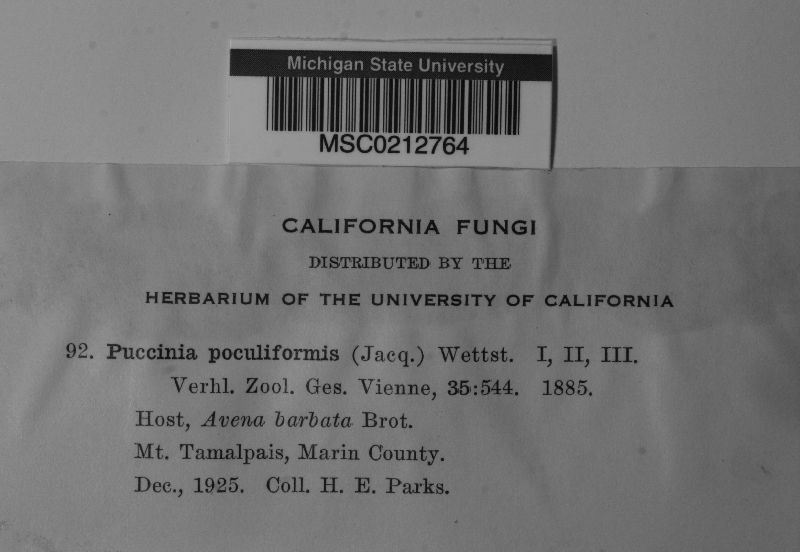 Michigan State University
MSC0212764
CALIFORNIA FUNGI
DISTRIBUTED BY THE
HERBARIUM OF THE UNIVERSITY OF CALIFORNIA
92. Puccinia poculiformis (Jacq.) Wettst. I, II, III.
Verhl. Zool. Ges. Vienne, 35:544. 1885.
Host, Avena barbata Brot.
Mt. Tamalpais, Marin County.
Dec., 1925. Coll. H. E. Parks.